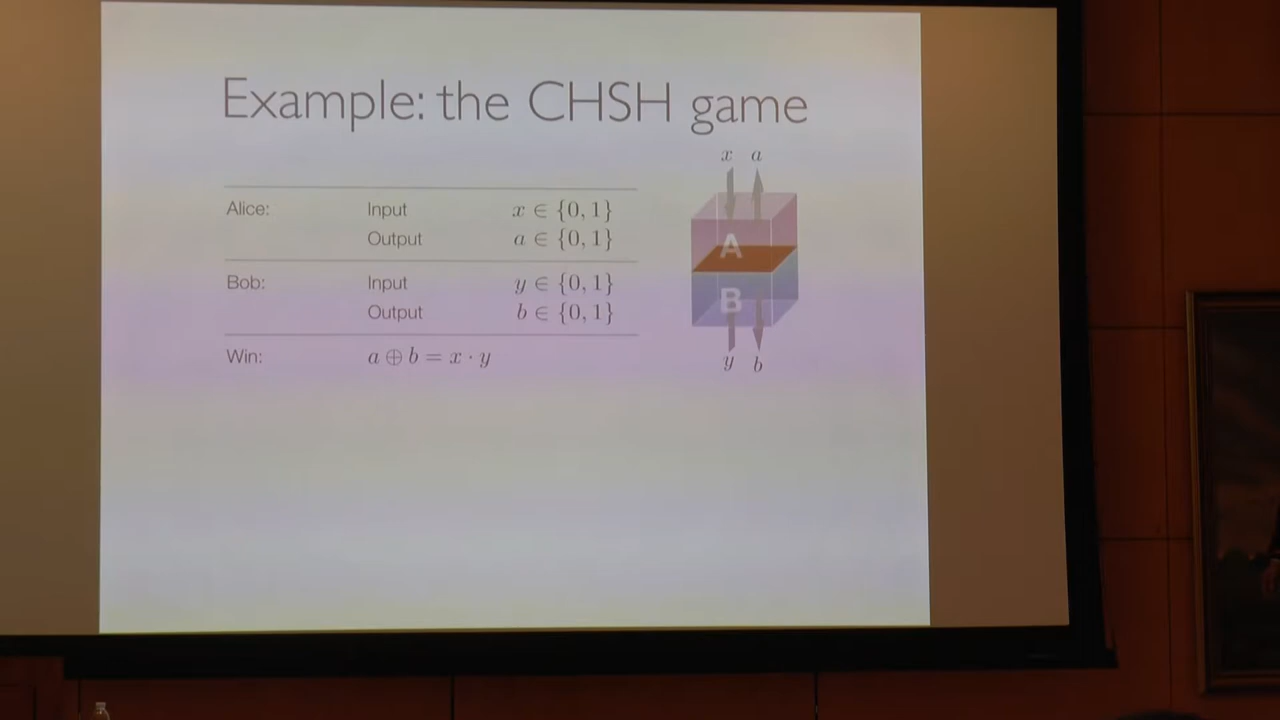 Example: the CHSH game
x a
Alice: Input x ∈ {0, 1}
Output a ∈ {0, 1}
A
Bob: Input y ∈ {0, 1}
B
Output b ∈ {0, 1}
Win: a ⊕ b = x · y
y b